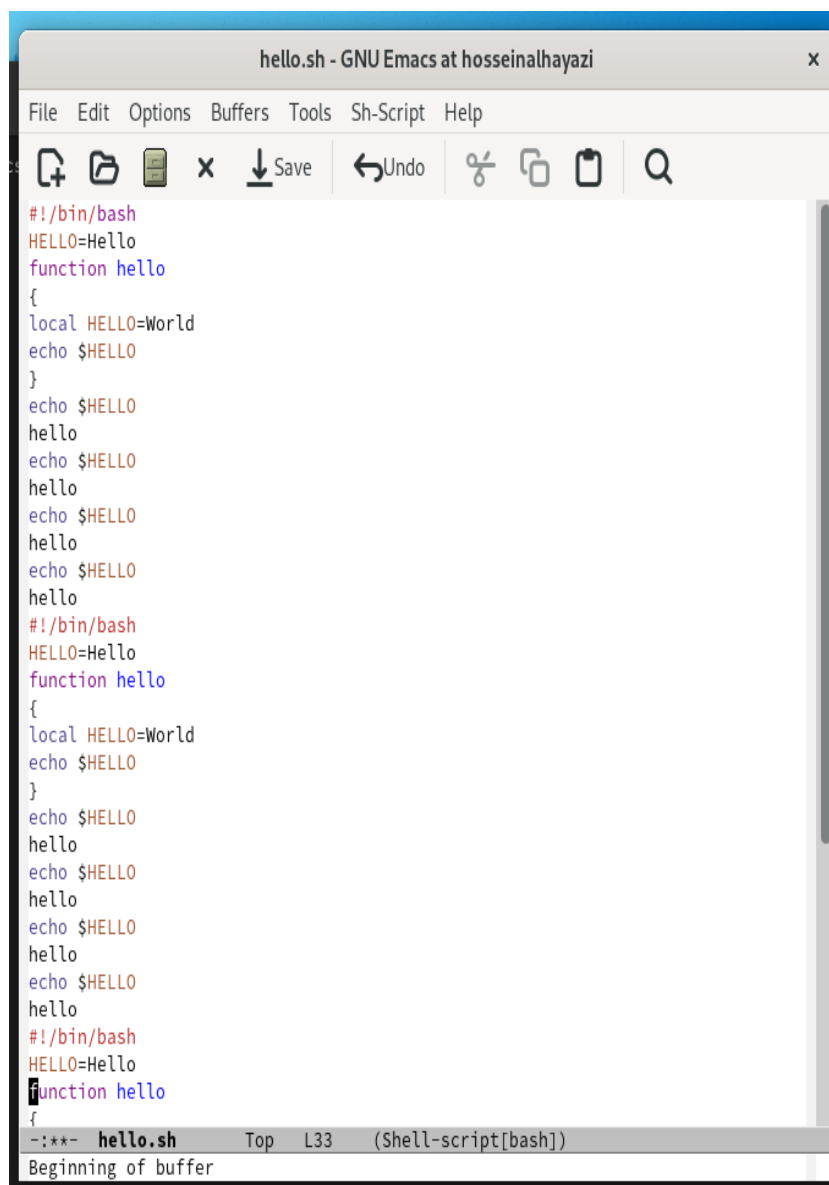 hello.sh - GNU Emacs at hosseinalhayazi x
File Edit Options Buffers Tools Sh-Script Help
Save Undo
#!/bin/bash
HELLO=Hello
function hello
{
local HELLO=World
echo $HELLO
}
echo $HELLO
hello
echo $HELLO
hello
echo $HELLO
hello
echo $HELLO
hello
#!/bin/bash
HELLO=Hello
function hello
{
local HELLO=World
echo $HELLO
}
echo $HELLO
hello
echo $HELLO
hello
echo $HELLO
hello
echo $HELLO
hello
#!/bin/bash
HELLO=Hello
function hello
{
-:**- hello.sh Top L33 (Shell-script[bash])
Beginning of buffer